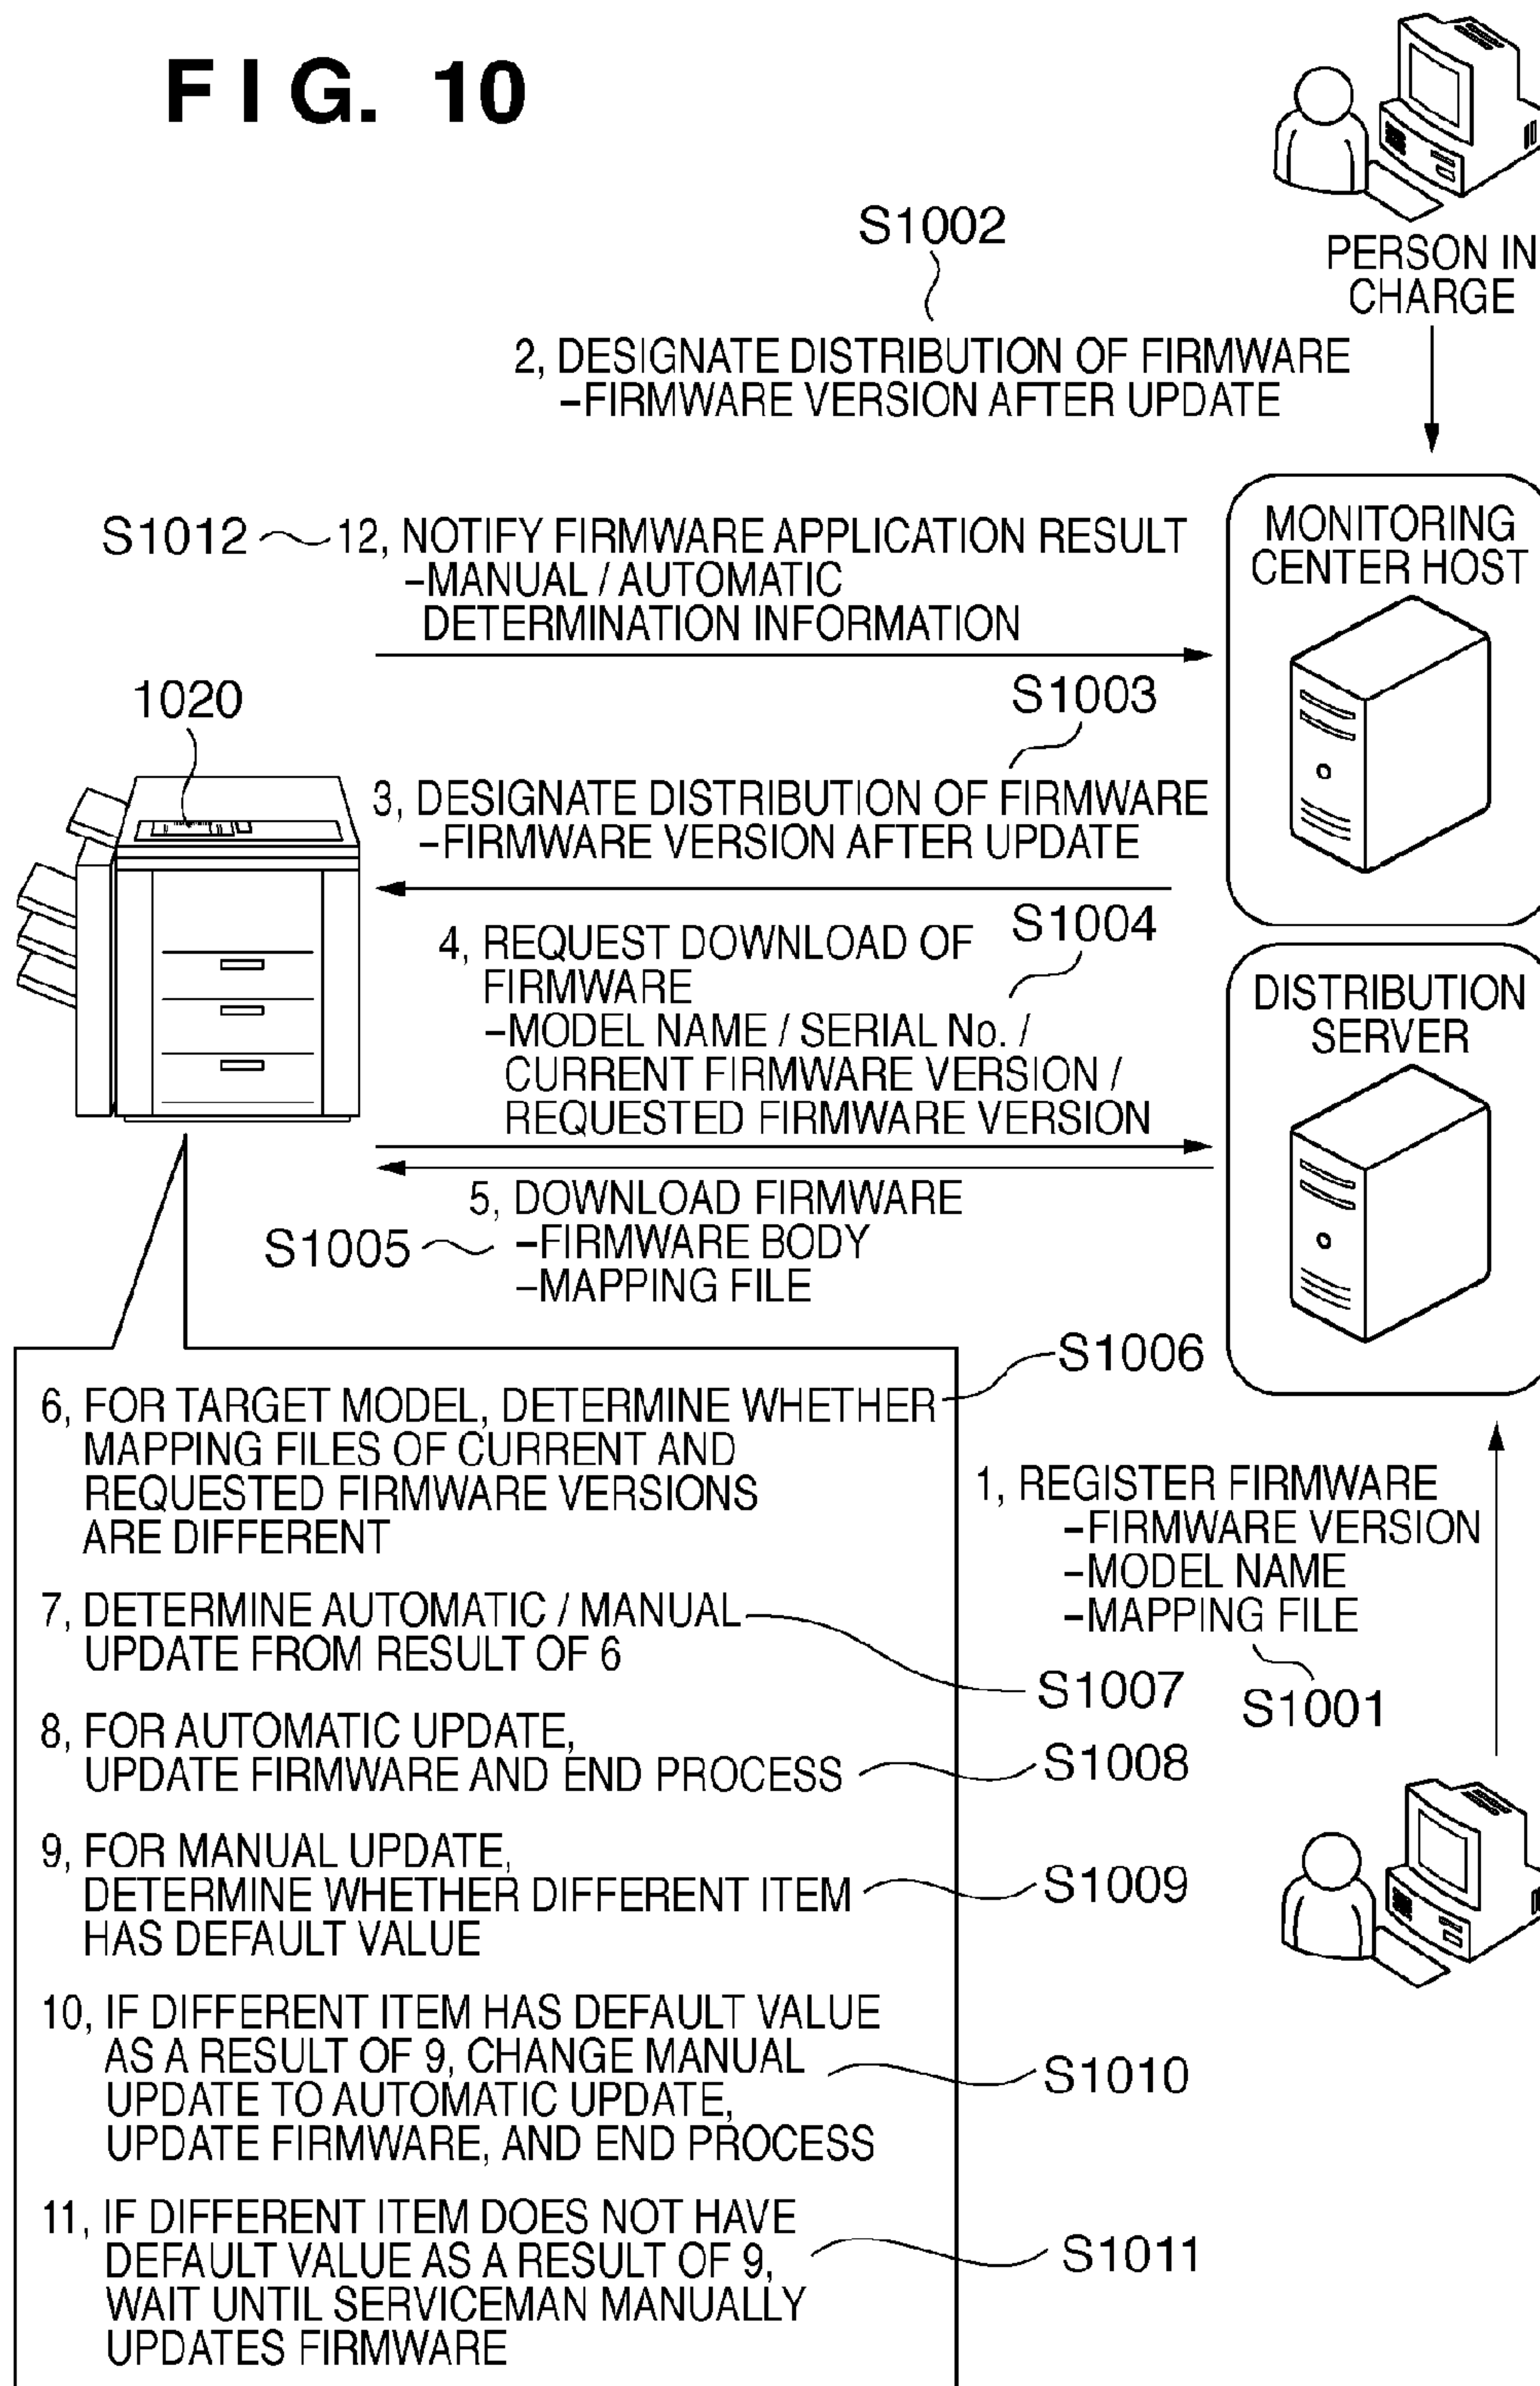 FIG. 10
S1002
PERSON IN
CHARGE
2, DESIGNATE DISTRIBUTION OF FIRMWARE
-FIRMWARE VERSION AFTER UPDATE
MONITORING
CENTER HOST
S1012
12, NOTIFY FIRMWARE APPLICATION RESULT
-MANUAL / AUTOMATIC
DETERMINATION INFORMATION
1020
S1003
3, DESIGNATE DISTRIBUTION OF FIRMWARE
-FIRMWARE VERSION AFTER UPDATE
S1004
4, REQUEST DOWNLOAD OF
FIRMWARE
-MODEL NAME / SERIAL No. /
CURRENT FIRMWARE VERSION /
REQUESTED FIRMWARE VERSION
DISTRIBUTION
SERVER
5, DOWNLOAD FIRMWARE
-FIRMWARE BODY
-MAPPING FILE
S1005
S1006
6, FOR TARGET MODEL, DETERMINE WHETHER
MAPPING FILES OF CURRENT AND
REQUESTED FIRMWARE VERSIONS
ARE DIFFERENT
1, REGISTER FIRMWARE
-FIRMWARE VERSION
-MODEL NAME
-MAPPING FILE
S1001
7, DETERMINE AUTOMATIC / MANUAL
UPDATE FROM RESULT OF 6
S1007
8, FOR AUTOMATIC UPDATE,
UPDATE FIRMWARE AND END PROCESS
S1008
9, FOR MANUAL UPDATE,
DETERMINE WHETHER DIFFERENT ITEM
HAS DEFAULT VALUE
S1009
10, IF DIFFERENT ITEM HAS DEFAULT VALUE
AS A RESULT OF 9, CHANGE MANUAL
UPDATE TO AUTOMATIC UPDATE,
UPDATE FIRMWARE, AND END PROCESS
S1010
11, IF DIFFERENT ITEM DOES NOT HAVE
DEFAULT VALUE AS A RESULT OF 9,
WAIT UNTIL SERVICEMAN MANUALLY
UPDATES FIRMWARE
S1011